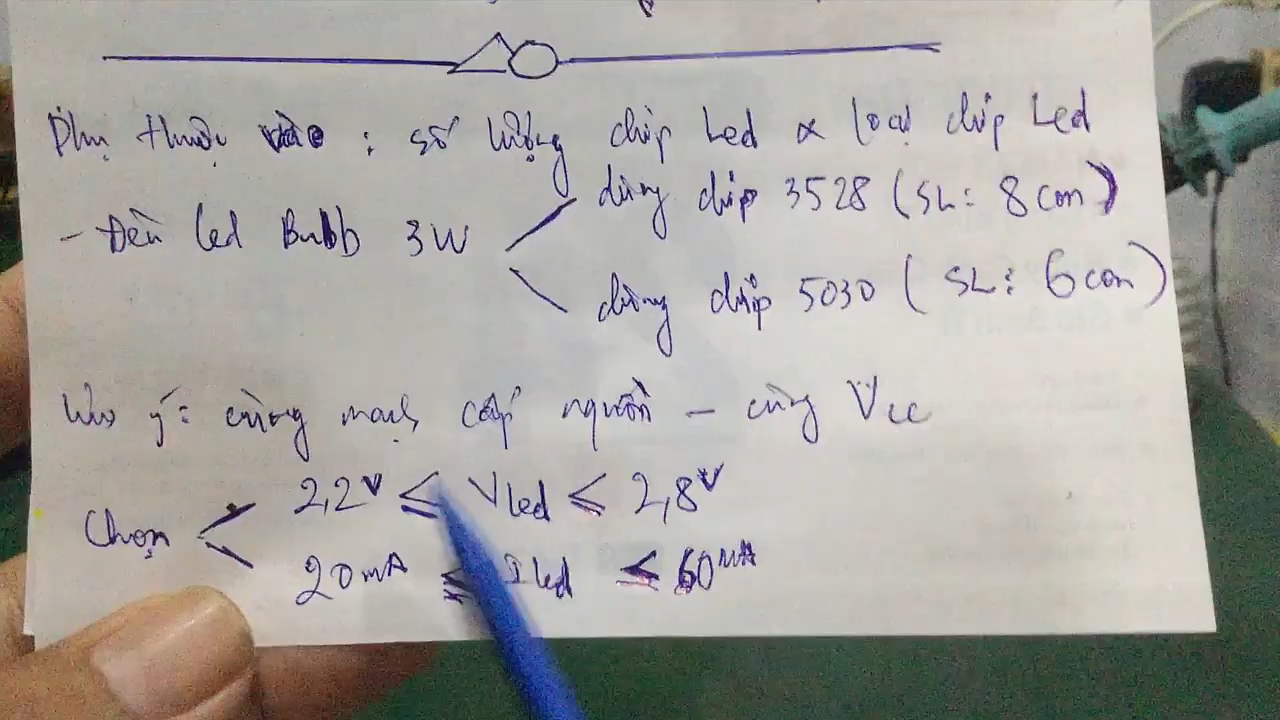 Phụ thuộc vào : số lượng chip Led & loại chip Led
- Đèn led Bulb 3W
dùng chip 3528 (SL: 8 con)
dùng chip 5030 (SL: 6 con)
Lưu ý: cùng mạch cấp nguồn - cùng Vcc
Chọn
2,2V ≤ VLed ≤ 2,8V
20mA ≤ ILed ≤ 60mA